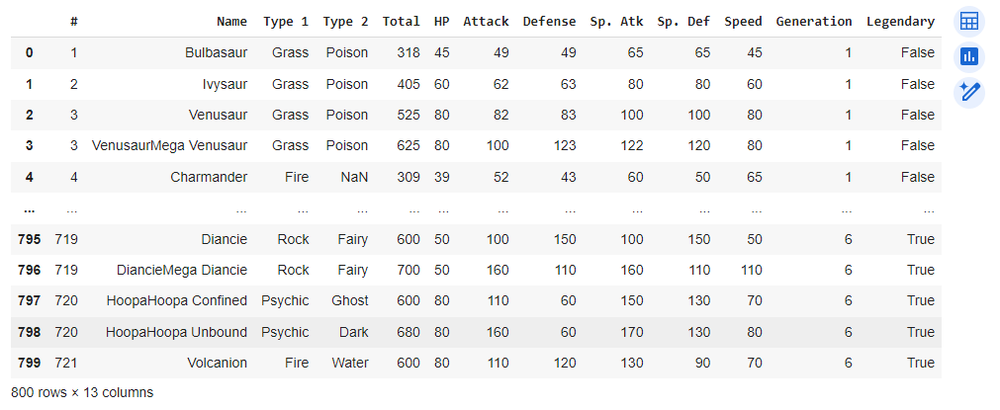 # Name Type 1 Type 2 Total HP Attack Defense Sp. Atk Sp. Def Speed Generation Legendary
0 1 Bulbasaur Grass Poison 318 45 49 49 65 65 45 1 False
1 2 Ivysaur Grass Poison 405 60 62 63 80 80 60 1 False
2 3 Venusaur Grass Poison 525 80 82 83 100 100 80 1 False
3 3 VenusaurMega Venusaur Grass Poison 625 80 100 123 122 120 80 1 False
4 4 Charmander Fire NaN 309 39 52 43 60 50 65 1 False
... ... ... ... ... ... ... ... ... ... ... ... ... ...
795 719 Diancie Rock Fairy 600 50 100 150 100 150 50 6 True
796 719 DiancieMega Diancie Rock Fairy 700 50 160 110 160 110 110 6 True
797 720 HoopaHoopa Confined Psychic Ghost 600 80 110 60 150 130 70 6 True
798 720 HoopaHoopa Unbound Psychic Dark 680 80 160 60 170 130 80 6 True
799 721 Volcanion Fire Water 600 80 110 120 130 90 70 6 True
800 rows × 13 columns